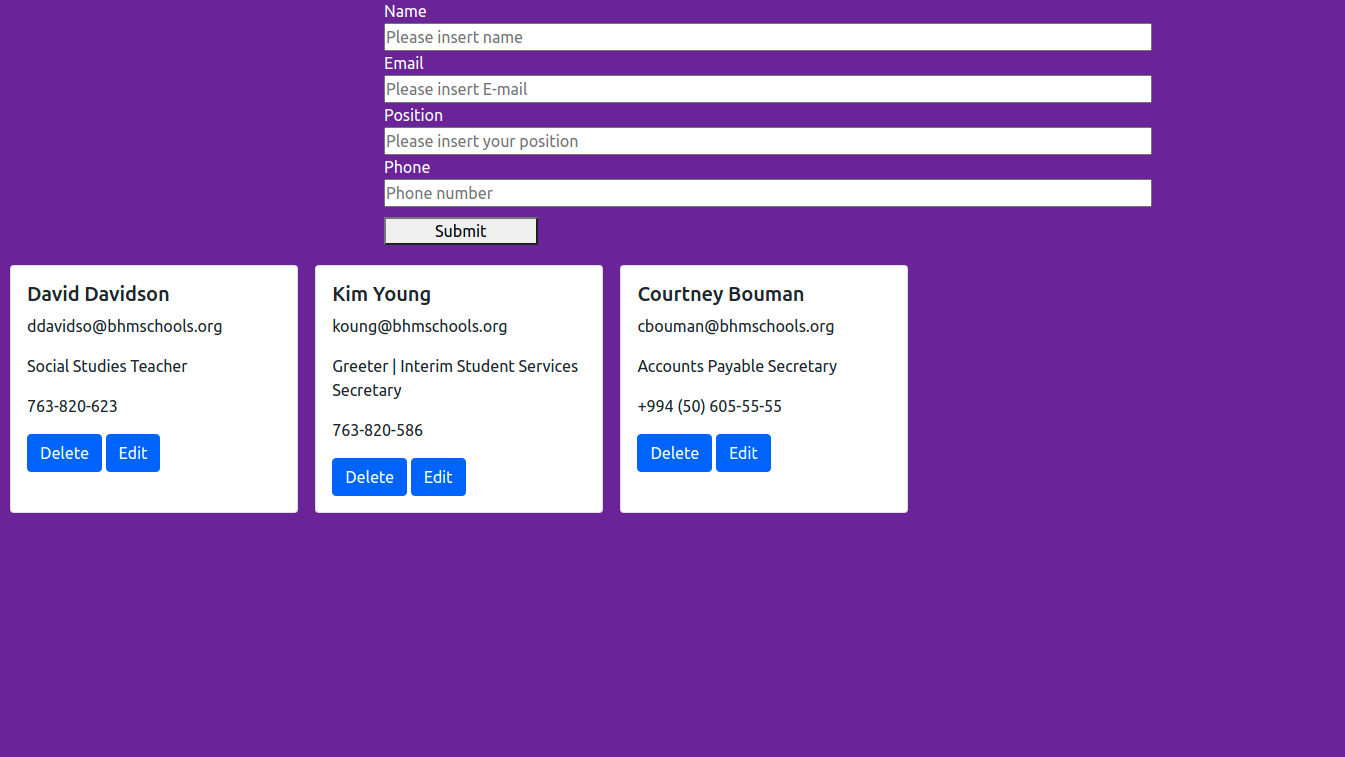 Name
Please insert name
Email
Please insert E-mail
Position
Please insert your position
Phone
Phone number
Submit
David Davidson
ddavidso@bhmschools.org
Social Studies Teacher
763-820-623
Delete Edit
Kim Young
koung@bhmschools.org
Greeter | Interim Student Services
Secretary
763-820-586
Delete Edit
Courtney Bouman
cbouman@bhmschools.org
Accounts Payable Secretary
+994 (50) 605-55-55
Delete Edit